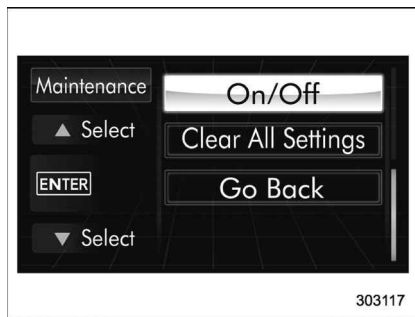 Maintenance
On/Off
▲ Select
Clear All Settings
ENTER
Go Back
▼ Select
303117